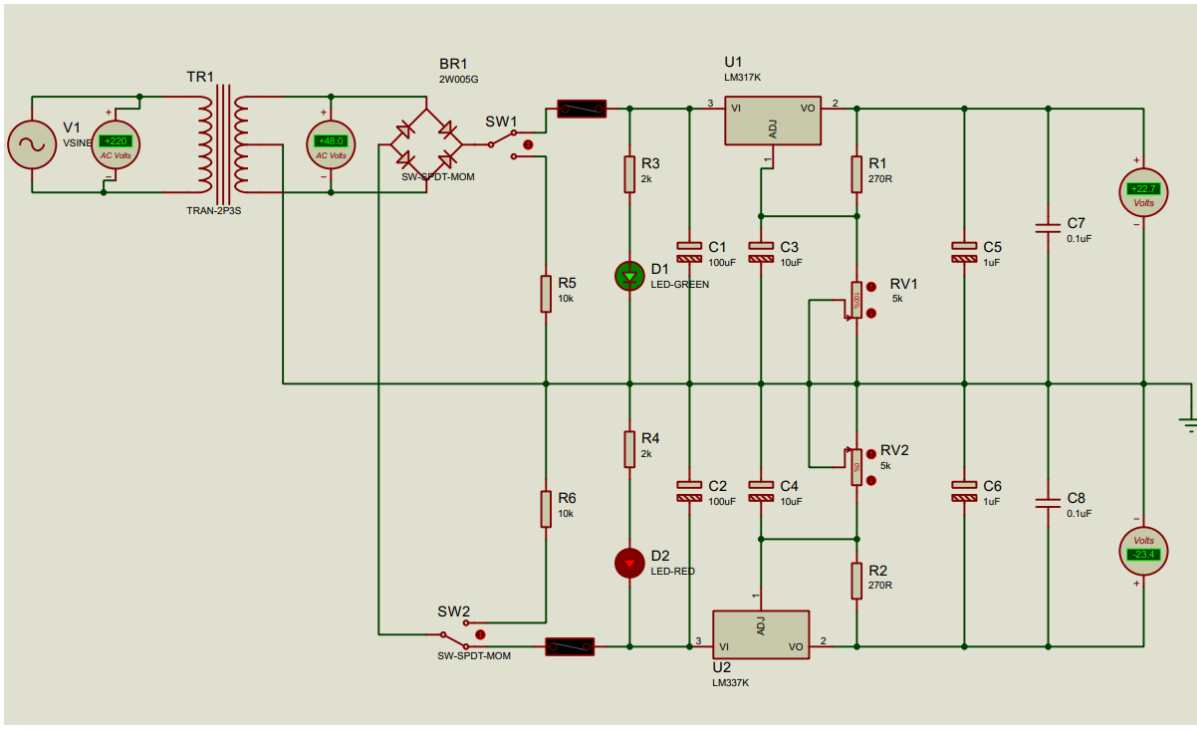 TR1
V1
VSINE
+220
AC Volts
TRAN-2P3S
+48.0
AC Volts
BR1
2W005G
SW1
SW-SPDT-MOM
R3
2k
D1
LED-GREEN
R5
10k
C1
100uF
U1
LM317K
3
VI
VO
2
ADJ
1
C3
10uF
R1
270R
RV1
5k
100%
C5
1uF
C7
0.1uF
+22.7
Volts
R4
2k
R6
10k
D2
LED-RED
C2
100uF
C4
10uF
RV2
5k
0%
R2
270R
C6
1uF
C8
0.1uF
Volts
-23.4
SW2
SW-SPDT-MOM
1
ADJ
3
VI
VO
2
U2
LM337K